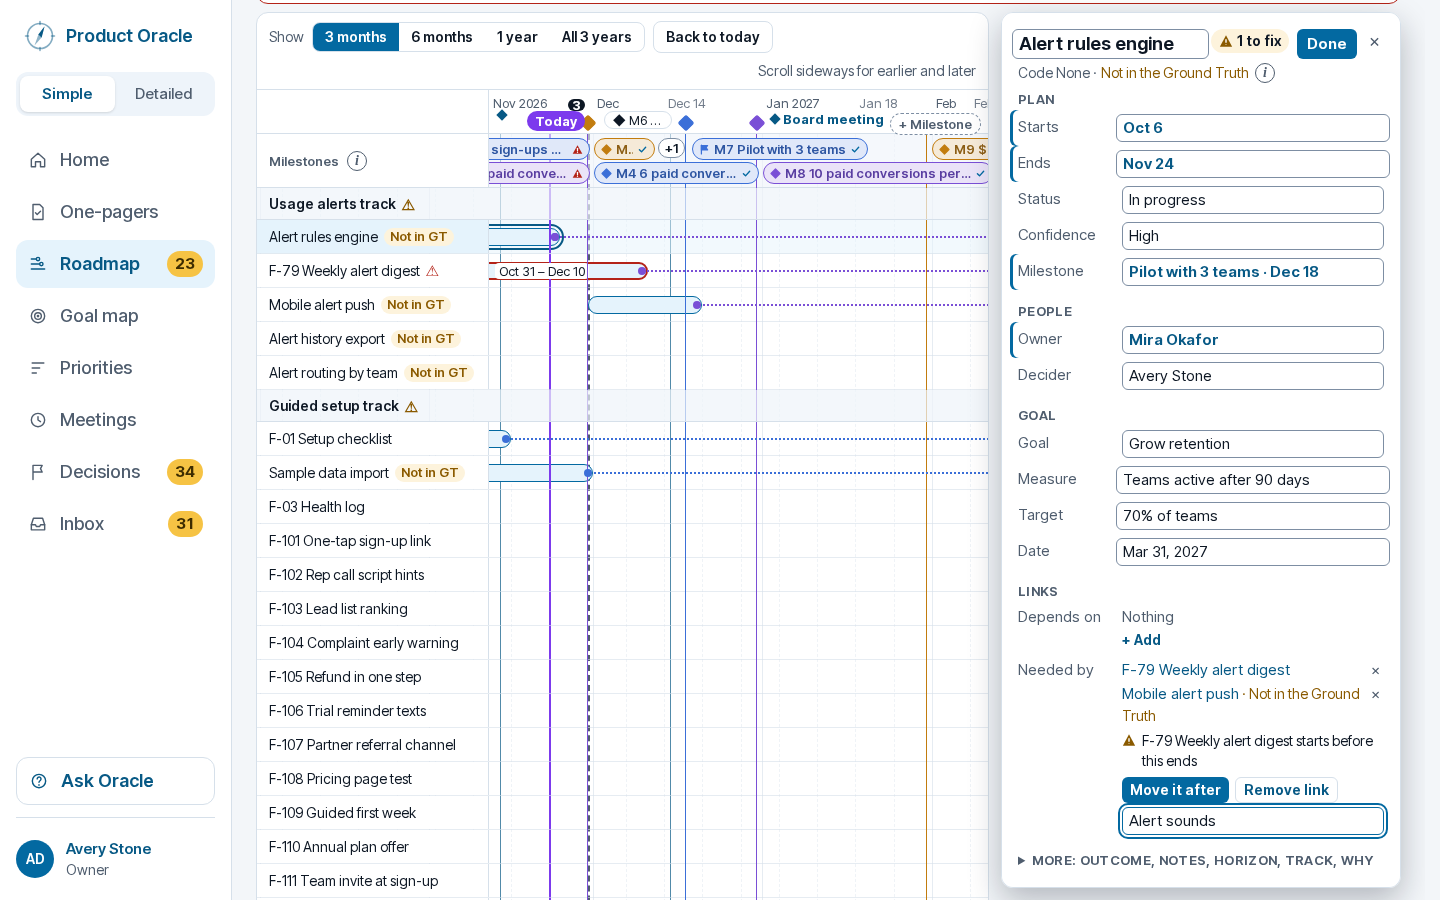 Product Oracle
Simple
Detailed
Home
One-pagers
Roadmap 23
Goal map
Priorities
Meetings
Decisions 34
Inbox 31
Ask Oracle
AD
Avery Stone
Owner
Show
3 months
6 months
1 year
All 3 years
Back to today
Scroll sideways for earlier and later
Nov 2026
3
Dec
Dec 14
Jan 2027
Jan 18
Feb
Today
M6 ...
Board meeting
+ Milestone
Milestones i
sign-ups ...
M..
+1
M7 Pilot with 3 teams
M9 $
paid conve...
M4 6 paid conver...
M8 10 paid conversions per...
Usage alerts track
Alert rules engine Not in GT
F-79 Weekly alert digest
Oct 31 – Dec 10
Mobile alert push Not in GT
Alert history export Not in GT
Alert routing by team Not in GT
Guided setup track
F-01 Setup checklist
Sample data import Not in GT
F-03 Health log
F-101 One-tap sign-up link
F-102 Rep call script hints
F-103 Lead list ranking
F-104 Complaint early warning
F-105 Refund in one step
F-106 Trial reminder texts
F-107 Partner referral channel
F-108 Pricing page test
F-109 Guided first week
F-110 Annual plan offer
F-111 Team invite at sign-up
Alert rules engine
1 to fix
Done
×
Code None · Not in the Ground Truth i
PLAN
Starts Oct 6
Ends Nov 24
Status In progress
Confidence High
Milestone Pilot with 3 teams · Dec 18
PEOPLE
Owner Mira Okafor
Decider Avery Stone
GOAL
Goal Grow retention
Measure Teams active after 90 days
Target 70% of teams
Date Mar 31, 2027
LINKS
Depends on Nothing
+ Add
Needed by F-79 Weekly alert digest ×
Mobile alert push · Not in the Ground ×
Truth
F-79 Weekly alert digest starts before
this ends
Move it after
Remove link
Alert sounds
MORE: OUTCOME, NOTES, HORIZON, TRACK, WHY